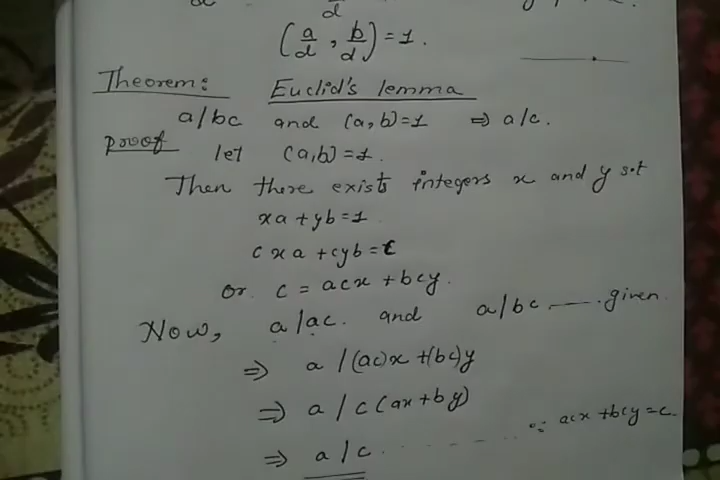 d
(a/d , b/d) = 1.
Theorem: Euclid's lemma
a/bc and (a,b)=1 ⇒ a/c.
proof let (a,b)=1.
Then there exists integers x and y s.t
xa + yb = 1
cxa + cyb = c
or c = acx + bcy.
Now, a/ac. and a/bc ——. given.
⇒ a/(ac)x + (bc)y
⇒ a/c(ax+by)
⇒ a/c. . . . . . . . . . ∵ acx + bcy = c.